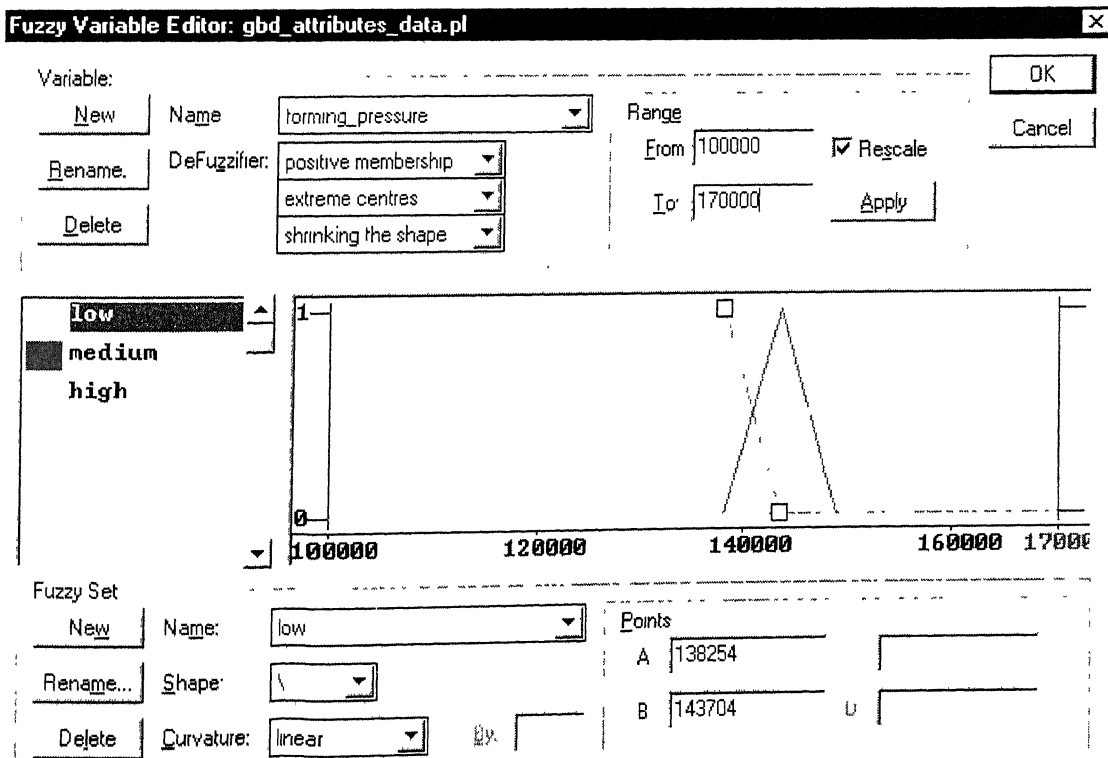 Fuzzy Variable Editor: gbd_attributes_data.pl
Variable:
New
Name
forming_pressure
Range
From 100000
Rescale
OK
Cancel
Rename.
DeFuzzifier:
positive membership
extreme centres
shrinking the shape
To 170000
Apply
Delete
low
medium
high
1
0
100000 120000 140000 160000 17000
Fuzzy Set
New
Name:
low
Points
A 138254
Rename...
Shape
\
B 143704
D
Delete
Curvature:
linear
By.